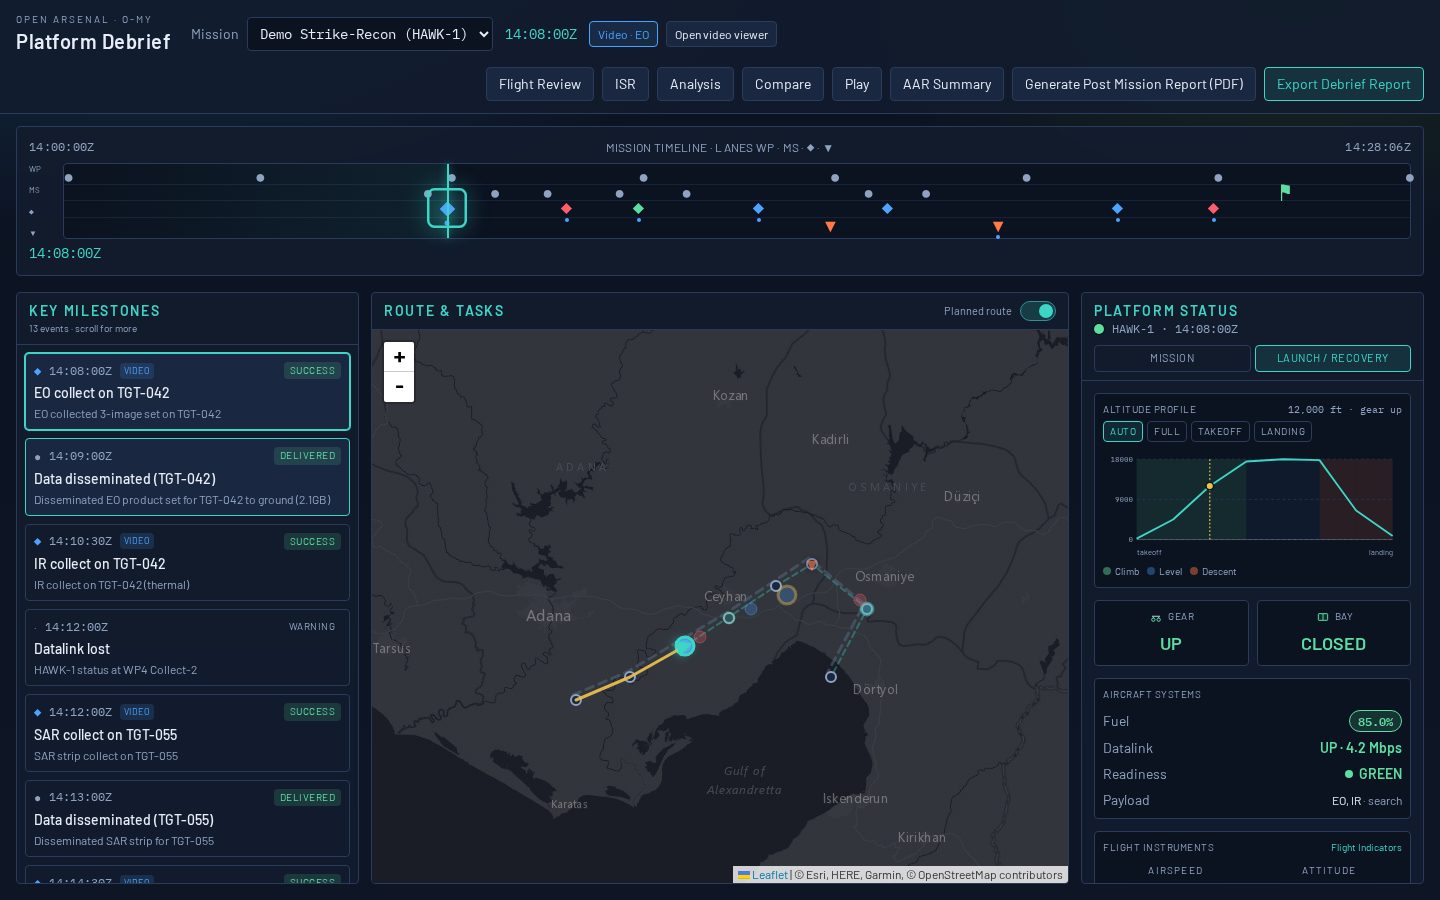 OPEN ARSENAL · O-MY
Platform Debrief
Mission
Demo Strike-Recon (HAWK-1)
14:08:00Z
Video · EO
Open video viewer
Flight Review
ISR
Analysis
Compare
Play
AAR Summary
Generate Post Mission Report (PDF)
Export Debrief Report
14:00:00Z
MISSION TIMELINE · LANES WP · MS · ◆ · ▼
14:28:06Z
WP
MS
◆
▼
14:08:00Z
KEY MILESTONES
13 events · scroll for more
◆ 14:08:00Z VIDEO SUCCESS
EO collect on TGT-042
EO collected 3-image set on TGT-042
● 14:09:00Z DELIVERED
Data disseminated (TGT-042)
Disseminated EO product set for TGT-042 to ground (2.1GB)
◆ 14:10:30Z VIDEO SUCCESS
IR collect on TGT-042
IR collect on TGT-042 (thermal)
· 14:12:00Z WARNING
Datalink lost
HAWK-1 status at WP4 Collect-2
◆ 14:12:00Z VIDEO SUCCESS
SAR collect on TGT-055
SAR strip collect on TGT-055
● 14:13:00Z DELIVERED
Data disseminated (TGT-055)
Disseminated SAR strip for TGT-055
◆ 14:14:30Z VIDEO SUCCESS
ROUTE & TASKS
Planned route
+
-
Kozan
Kadirli
ADANA
OSMANIYE
Düziçi
Osmaniye
Ceyhan
Adana
Tarsus
Dörtyol
Gulf of
Alexandretta
Karatas
Iskenderun
Kirikhan
Leaflet | © Esri, HERE, Garmin, © OpenStreetMap contributors
PLATFORM STATUS
HAWK-1 · 14:08:00Z
MISSION
LAUNCH / RECOVERY
ALTITUDE PROFILE
12,000 ft · gear up
AUTO
FULL
TAKEOFF
LANDING
18000
9000
0
takeoff
landing
Climb
Level
Descent
GEAR
UP
BAY
CLOSED
AIRCRAFT SYSTEMS
Fuel 85.0%
Datalink UP · 4.2 Mbps
Readiness GREEN
Payload EO, IR · search
FLIGHT INSTRUMENTS
Flight Indicators
AIRSPEED
ATTITUDE